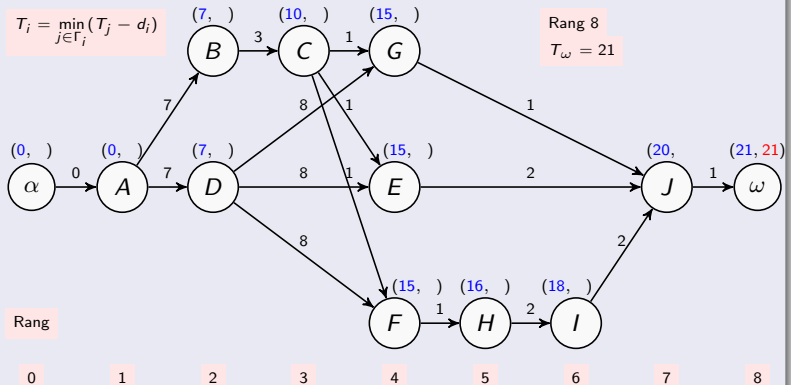 T_i = min (T_j − d_i)
j∈Γ_i
Rang 8
T_ω = 21
(7,   )
(10,   )
(15,   )
B
3
C
1
G
7
8
1
1
(0,   )
(0,   )
(7,   )
(15,   )
(20,
(21, 21)
α
0
A
7
D
8
1
E
2
J
1
ω
8
2
(15,   )
(16,   )
(18,   )
Rang
F
1
H
2
I
0
1
2
3
4
5
6
7
8